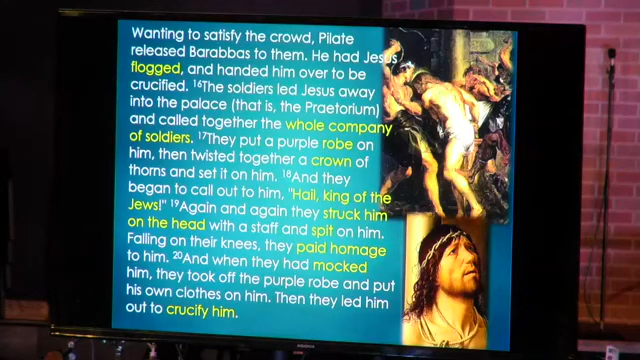 Wanting to satisfy the crowd, Pilate
released Barabbas to them. He had Jesus
flogged, and handed him over to be
crucified. ¹⁶The soldiers led Jesus away
into the palace (that is, the Praetorium)
and called together the whole company
of soldiers. ¹⁷They put a purple robe on
him, then twisted together a crown of
thorns and set it on him. ¹⁸And they
began to call out to him, "Hail, king of the
Jews!" ¹⁹Again and again they struck him
on the head with a staff and spit on him.
Falling on their knees, they paid homage
to him. ²⁰And when they had mocked
him, they took off the purple robe and put
his own clothes on him. Then they led him
out to crucify him.
INSIGNIA